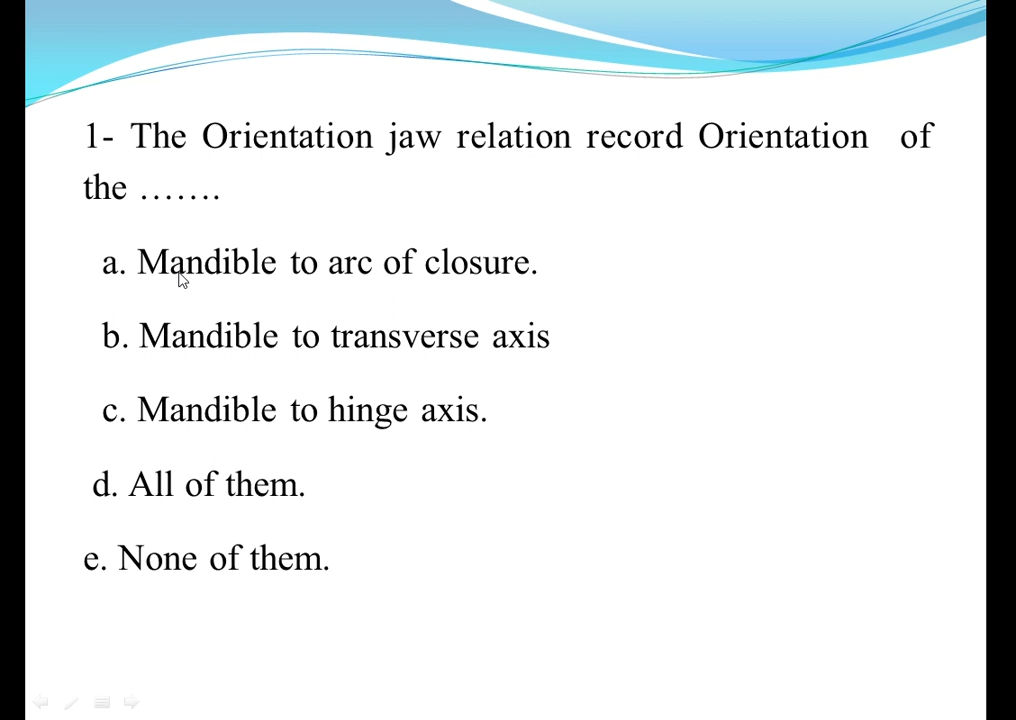 1- The Orientation jaw relation record Orientation of
the .......
a. Mandible to arc of closure.
b. Mandible to transverse axis
c. Mandible to hinge axis.
d. All of them.
e. None of them.